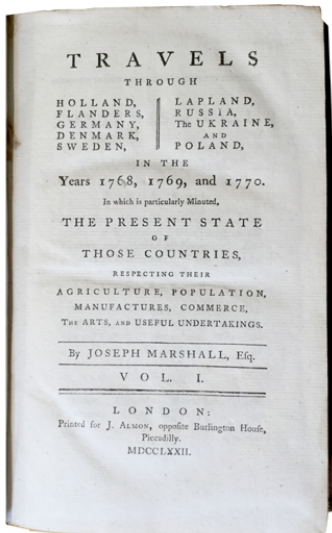 TRAVELS
THROUGH
HOLLAND,
FLANDERS,
GERMANY,
DENMARK,
SWEDEN,
LAPLAND,
RUSSIA,
The UKRAINE,
AND
POLAND,
IN THE
Years 1768, 1769, and 1770.
In which is particularly Minuted,
THE PRESENT STATE
OF
THOSE COUNTRIES,
RESPECTING THEIR
AGRICULTURE, POPULATION,
MANUFACTURES, COMMERCE,
The ARTS, and USEFUL UNDERTAKINGS.
By JOSEPH MARSHALL, Esq.
VOL. I.
LONDON:
Printed for J. Almon, opposite Burlington House,
Piccadilly.
MDCCLXXII.